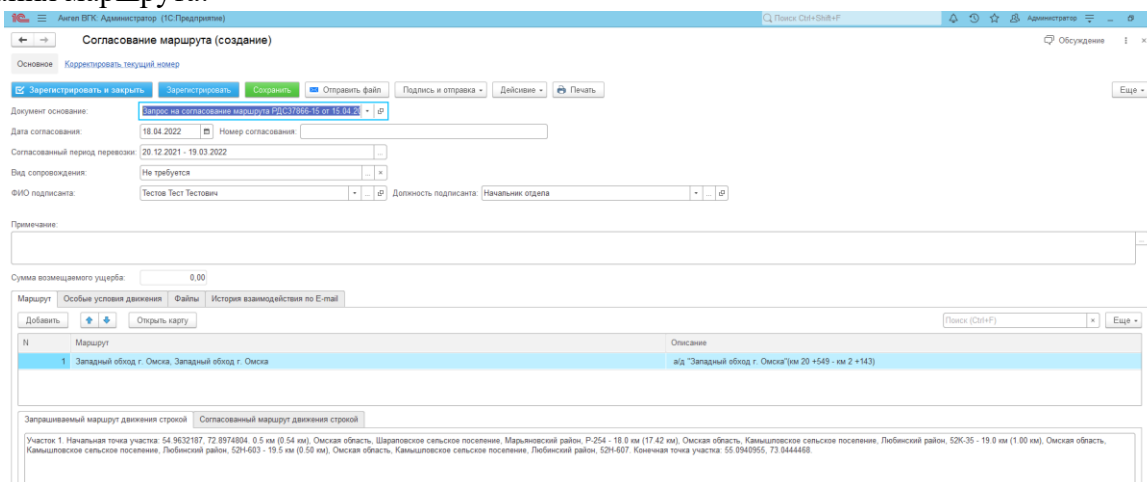 1С Ангел ВГК Администратор (1С:Предприятие) Поиск Ctrl+Shift+F Администратор
Согласование маршрута (создание) Обсуждение
Основное Корректировать текущий номер
Зарегистрировать и закрыть Зарегистрировать Сохранить Отправить файл Подпись и отправка Действие Печать Еще
Документ основание: Запрос на согласование маршрута РДС37866-15 от 15.04.20
Дата согласования: 18.04.2022 Номер согласования:
Согласованный период перевозки: 20.12.2021 - 19.03.2022
Вид сопровождения: Не требуется
ФИО подписанта: Тестов Тест Тестович Должность подписанта: Начальник отдела
Примечание:
Сумма возмещаемого ущерба: 0,00
Маршрут Особые условия движения Файлы История взаимодействия по E-mail
Добавить Открыть карту Поиск (Ctrl+F) × Еще
N Маршрут Описание
1 Западный обход г. Омска, Западный обход г. Омска а/д "Западный обход г. Омска"(км 20 +549 - км 2 +143)
Запрашиваемый маршрут движения строкой Согласованный маршрут движения строкой
Участок 1. Начальная точка участка: 54.9632187, 72.8974804. 0.5 км (0.54 км), Омская область, Шараповское сельское поселение, Марьяновский район, Р-254 - 18.0 км (17.42 км), Омская область, Камышловское сельское поселение, Любинский район, 52К-35 - 19.0 км (1.00 км), Омская область,
Камышловское сельское поселение, Любинский район, 52Н-603 - 19.5 км (0.50 км), Омская область, Камышловское сельское поселение, Любинский район, 52Н-607. Конечная точка участка: 55.0940955, 73.0444468.